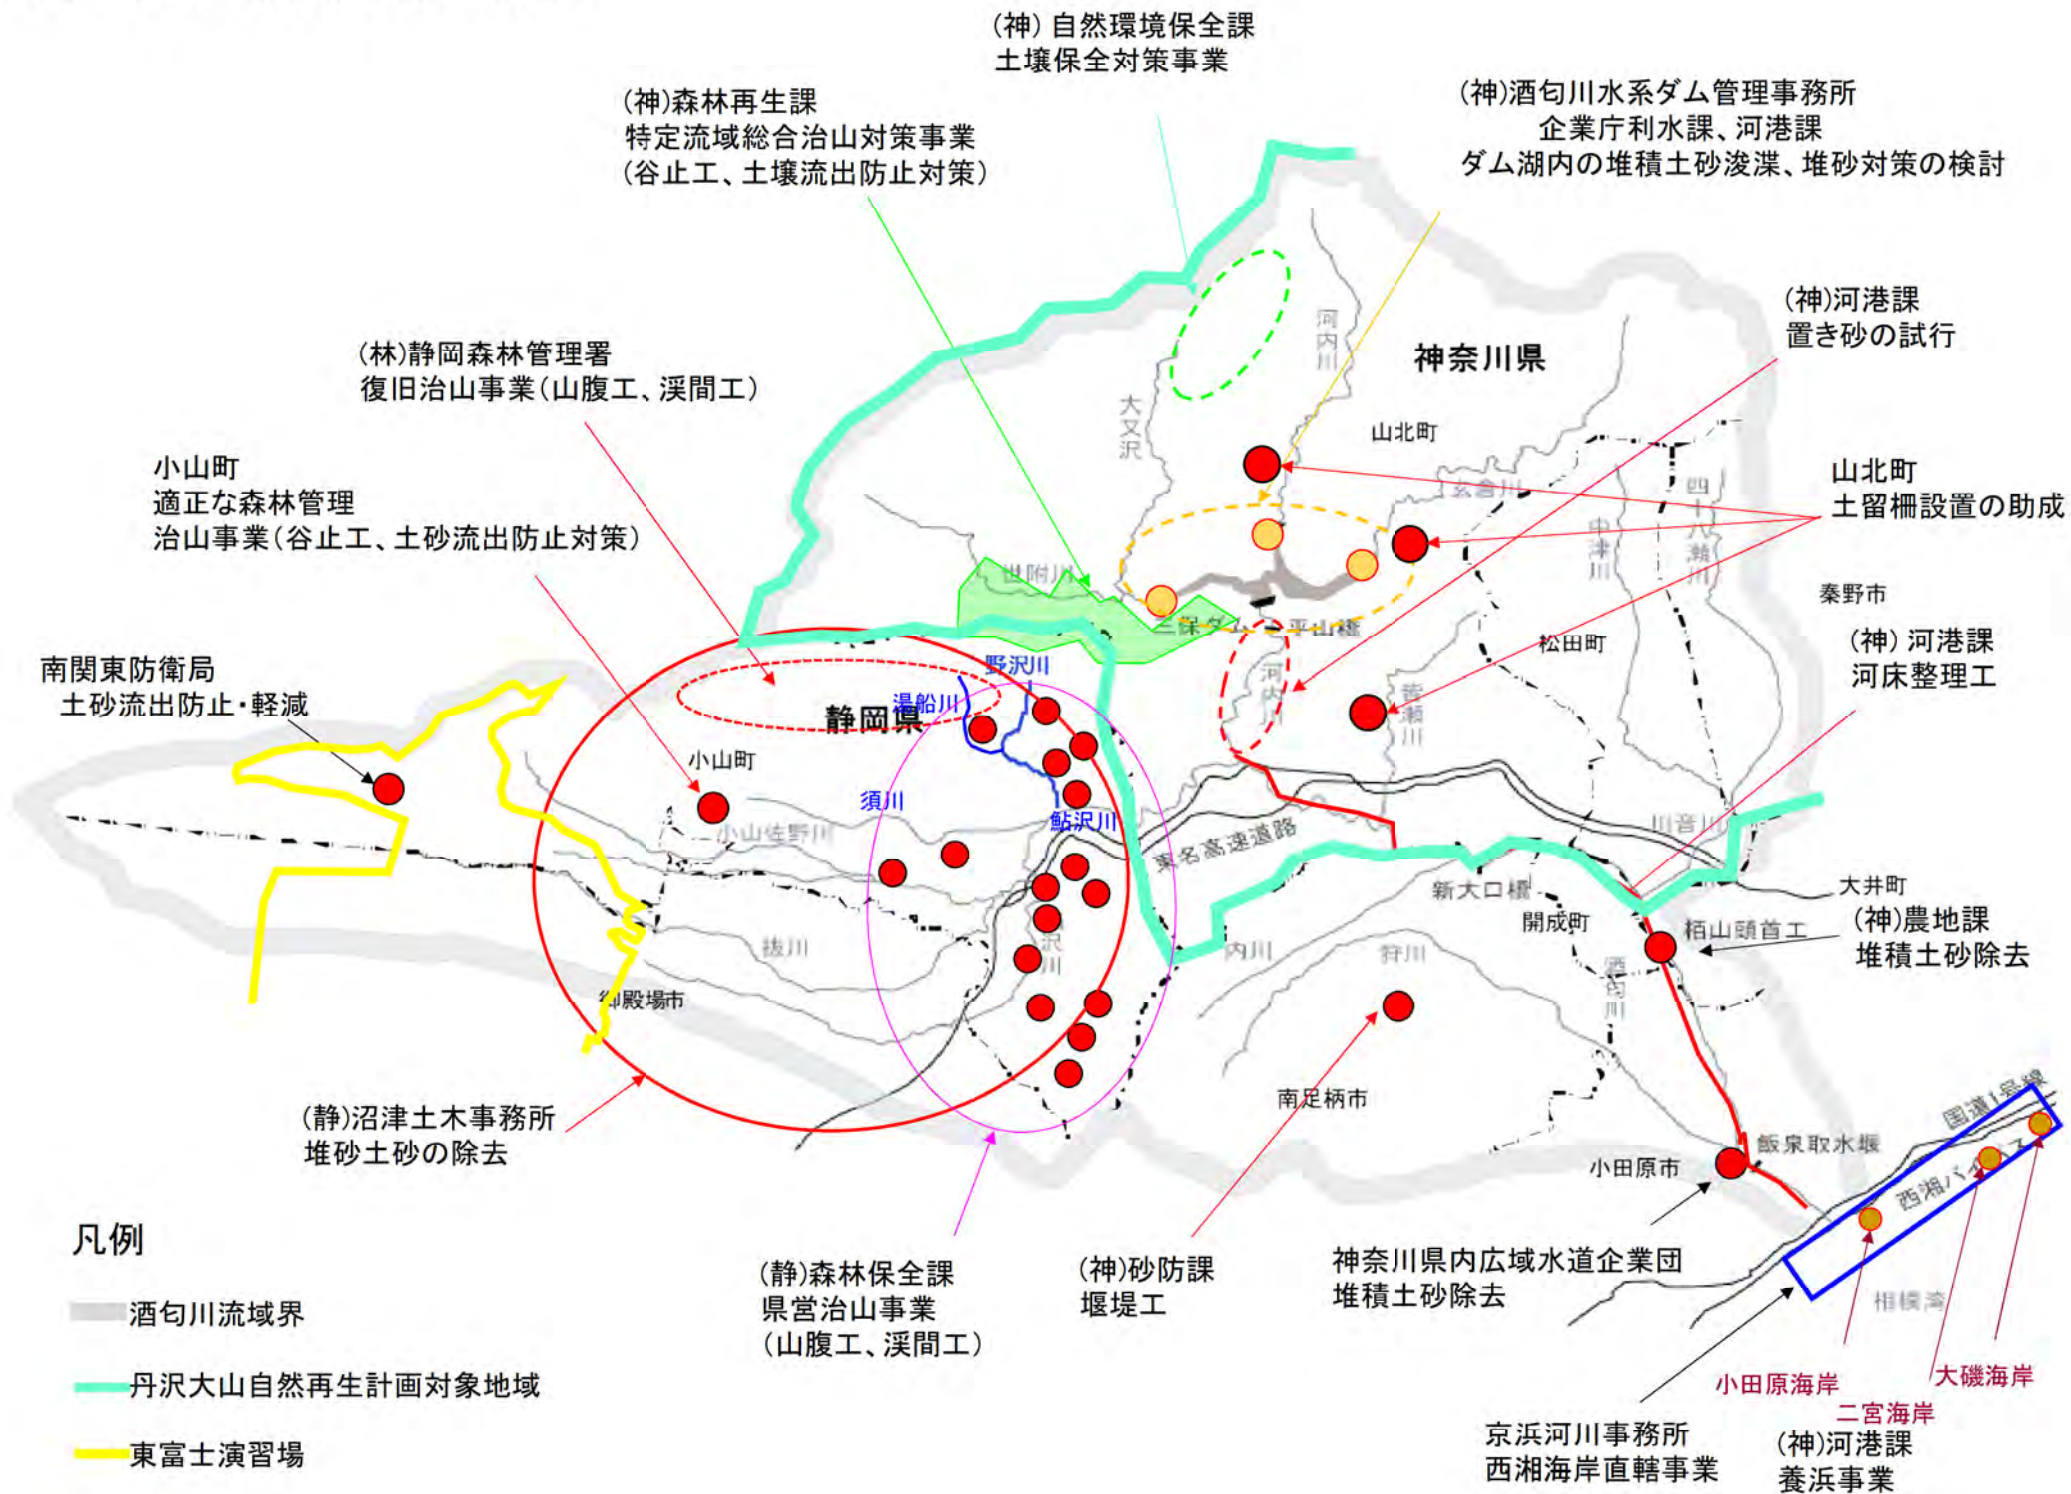 (神) 自然環境保全課
土壌保全対策事業
(神)森林再生課
特定流域総合治山対策事業
(谷止工、土壌流出防止対策)
(神)酒匂川水系ダム管理事務所
企業庁利水課、河港課
ダム湖内の堆積土砂浚渫、堆砂対策の検討
(神)河港課
置き砂の試行
(林)静岡森林管理署
復旧治山事業(山腹工、渓間工)
小山町
適正な森林管理
治山事業(谷止工、土砂流出防止対策)
山北町
土留柵設置の助成
南関東防衛局
土砂流出防止・軽減
(神) 河港課
河床整理工
(神)農地課
堆積土砂除去
神奈川県
河内川
大又沢
山北町
玄倉川
中津川
四十八瀬川
秦野市
世附川
三保ダム
平山橋
松田町
河内川
皆瀬川
野沢川
湯船川
静岡県
小山町
須川
小山佐野川
鮎沢川
東名高速道路
川音川
大井町
新大口橋
開成町
栢山頭首工
内川
狩川
酒匂川
抜川
沢川
御殿場市
南足柄市
小田原市
飯泉取水堰
国道1号線
西湘バイパス
相模湾
(静)沼津土木事務所
堆砂土砂の除去
(静)森林保全課
県営治山事業
(山腹工、渓間工)
(神)砂防課
堰堤工
神奈川県内広域水道企業団
堆積土砂除去
小田原海岸
二宮海岸
大磯海岸
京浜河川事務所
西湘海岸直轄事業
(神)河港課
養浜事業
凡例
酒匂川流域界
丹沢大山自然再生計画対象地域
東富士演習場